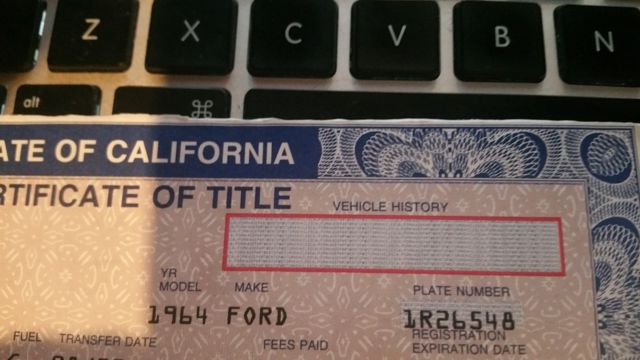 Z X C V B N
alt ⌘
ATE OF CALIFORNIA
RTIFICATE OF TITLE
VEHICLE HISTORY
YR
MODEL MAKE PLATE NUMBER
1964 FORD 1R26548
FUEL TRANSFER DATE FEES PAID REGISTRATION
EXPIRATION DATE